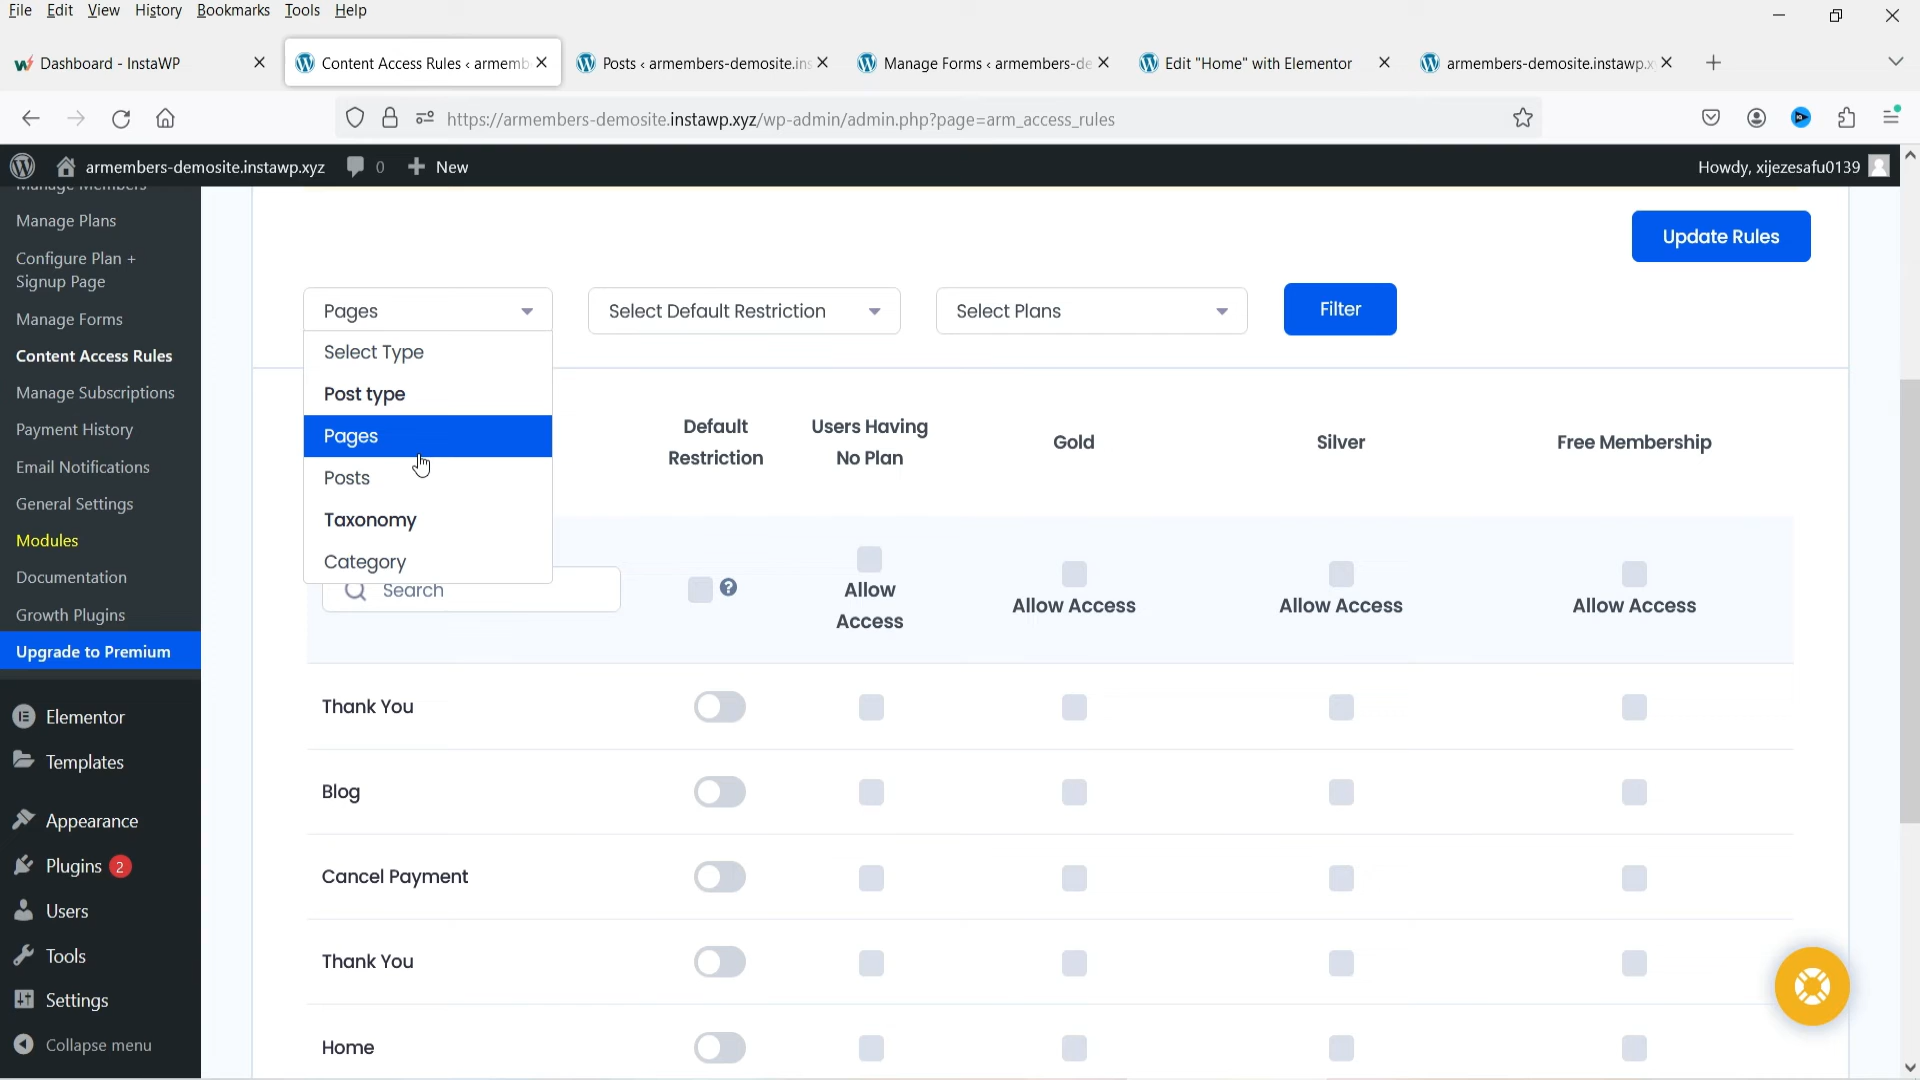 File Edit View History Bookmarks Tools Help
Dashboard - InstaWP
Content Access Rules ‹ armemb
Posts ‹ armembers-demosite.ins
Manage Forms ‹ armembers-de
Edit "Home" with Elementor
armembers-demosite.instawp.x
https://armembers-demosite.instawp.xyz/wp-admin/admin.php?page=arm_access_rules
armembers-demosite.instawp.xyz 0 New Howdy, xijezesafu0139
Manage Members
Manage Plans
Configure Plan +
Signup Page
Manage Forms
Content Access Rules
Manage Subscriptions
Payment History
Email Notifications
General Settings
Modules
Documentation
Growth Plugins
Upgrade to Premium
Elementor
Templates
Appearance
Plugins 2
Users
Tools
Settings
Collapse menu
Update Rules
Pages
Select Default Restriction
Select Plans
Filter
Select Type
Post type
Pages
Posts
Taxonomy
Category
Default
Restriction
Users Having
No Plan
Gold
Silver
Free Membership
Search
?
Allow
Access
Allow Access
Allow Access
Allow Access
Thank You
Blog
Cancel Payment
Thank You
Home